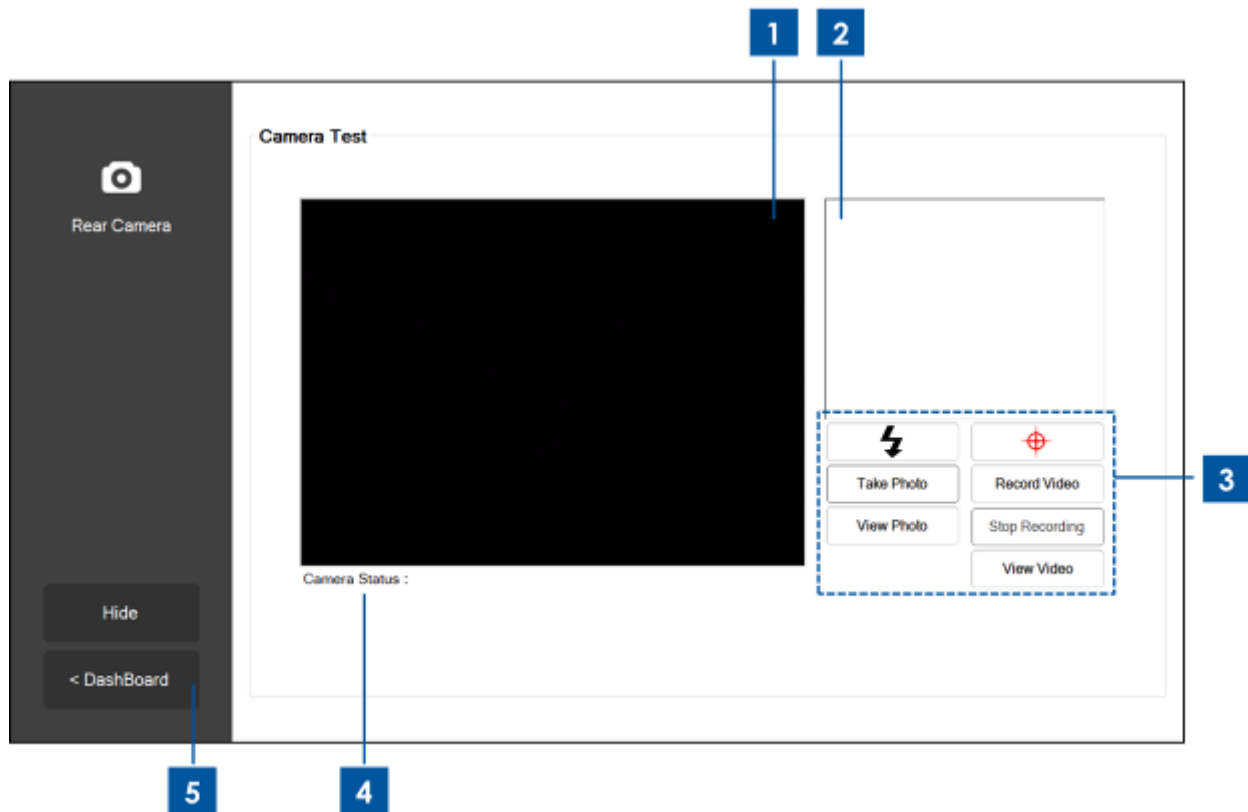 1
2
Camera Test
Rear Camera
Take Photo
Record Video
3
View Photo
Stop Recording
View Video
Camera Status :
Hide
< DashBoard
5
4